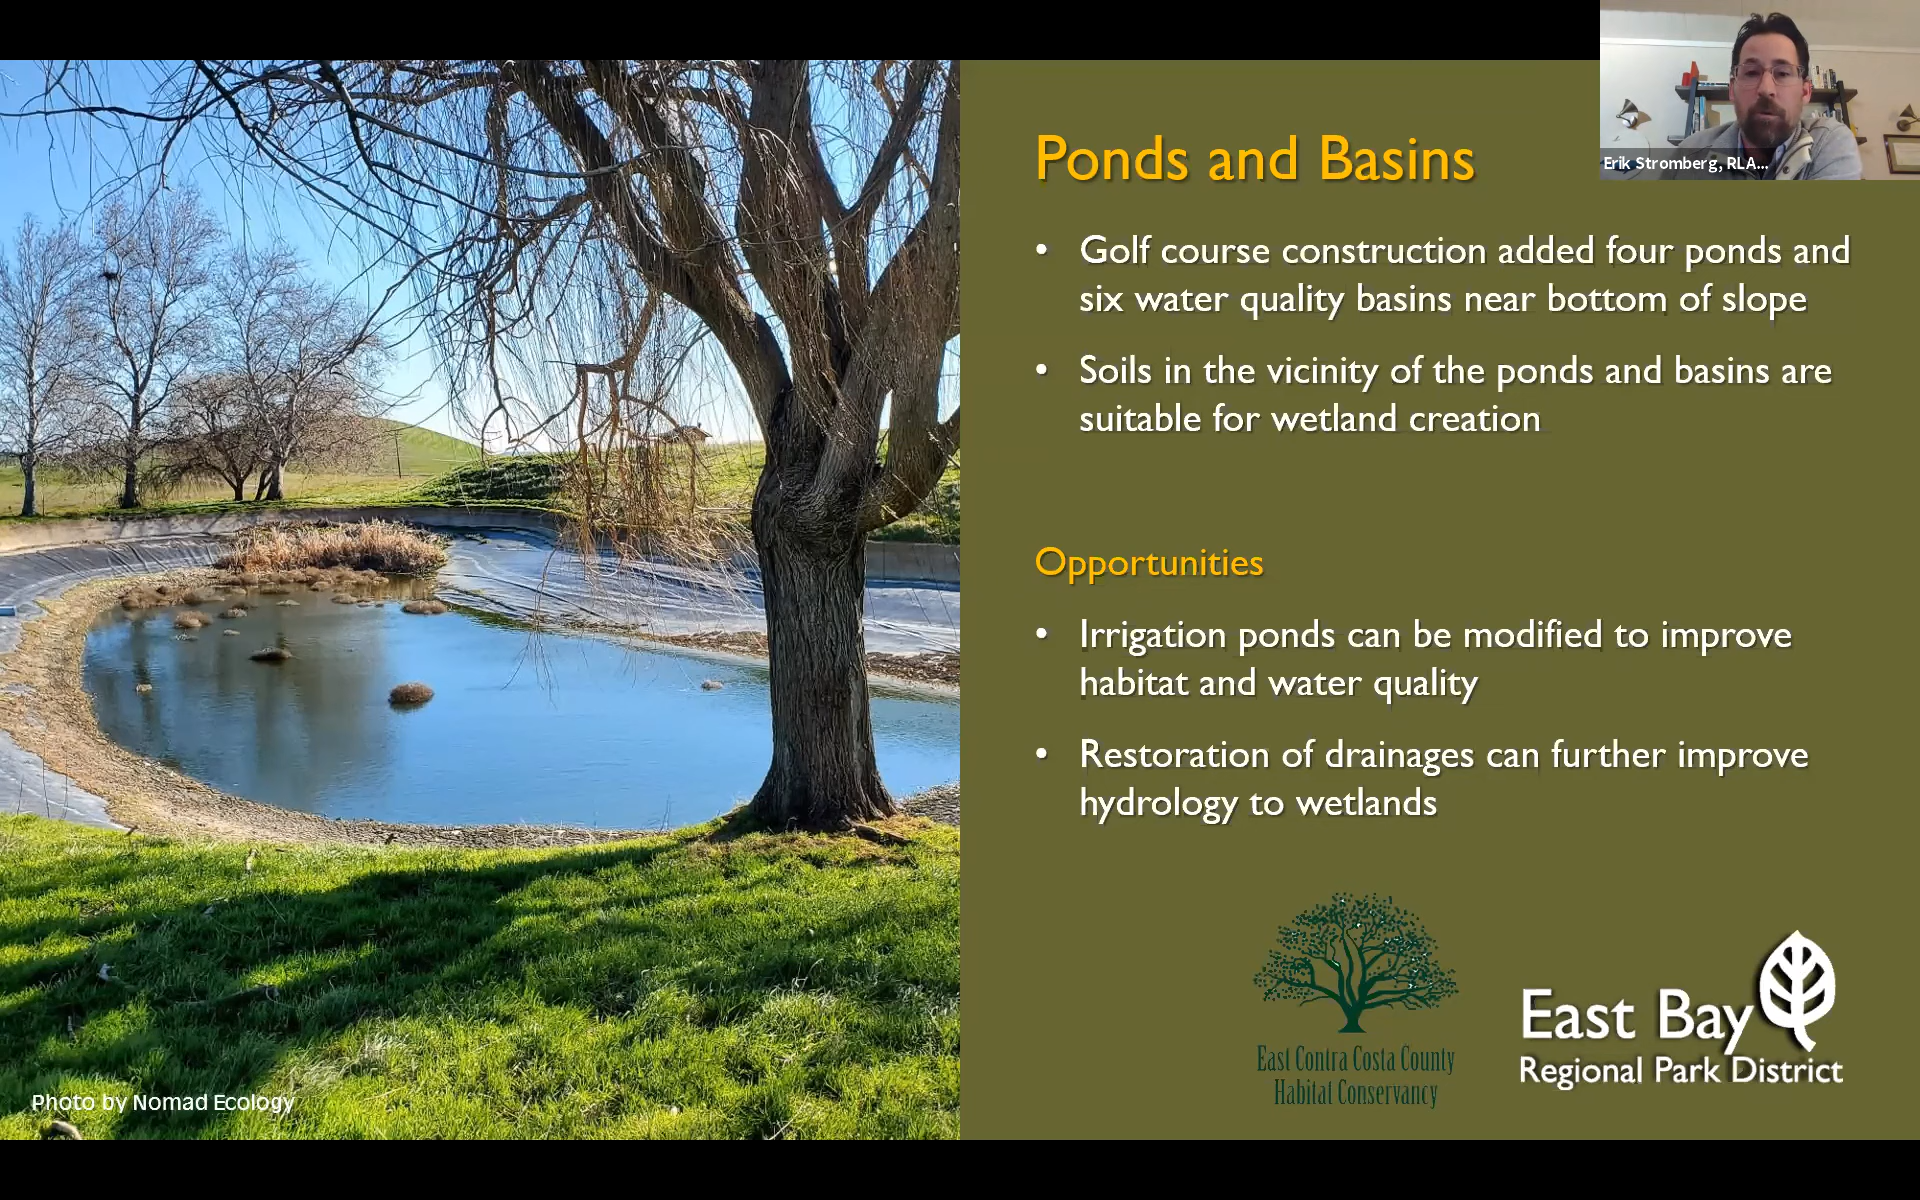 Erik Stromberg, RLA...
Ponds and Basins
• Golf course construction added four ponds and
six water quality basins near bottom of slope
• Soils in the vicinity of the ponds and basins are
suitable for wetland creation
Opportunities
• Irrigation ponds can be modified to improve
habitat and water quality
• Restoration of drainages can further improve
hydrology to wetlands
East Contra Costa County
Habitat Conservancy
East Bay
Regional Park District
Photo by Nomad Ecology